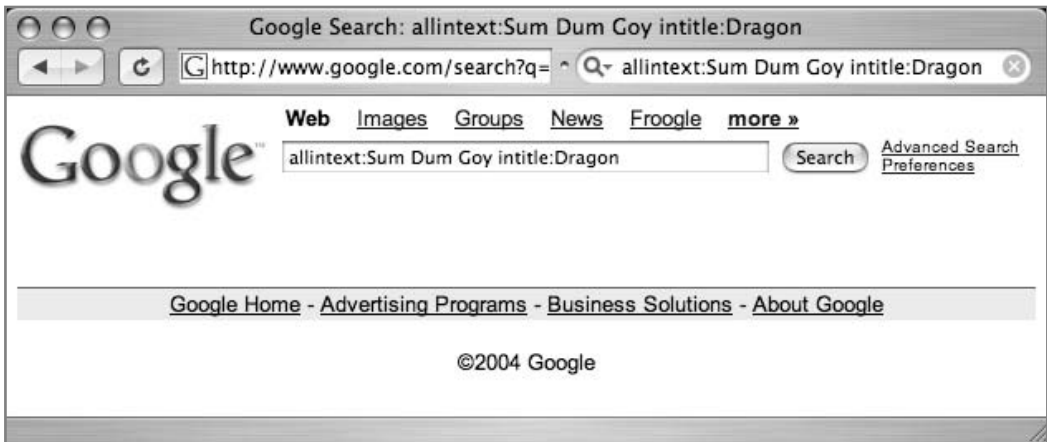 Google Search: allintext:Sum Dum Goy intitle:Dragon
G http://www.google.com/search?q= allintext:Sum Dum Goy intitle:Dragon
Web Images Groups News Froogle more »
Google™ allintext:Sum Dum Goy intitle:Dragon Search Advanced Search
Preferences
Google Home - Advertising Programs - Business Solutions - About Google
©2004 Google